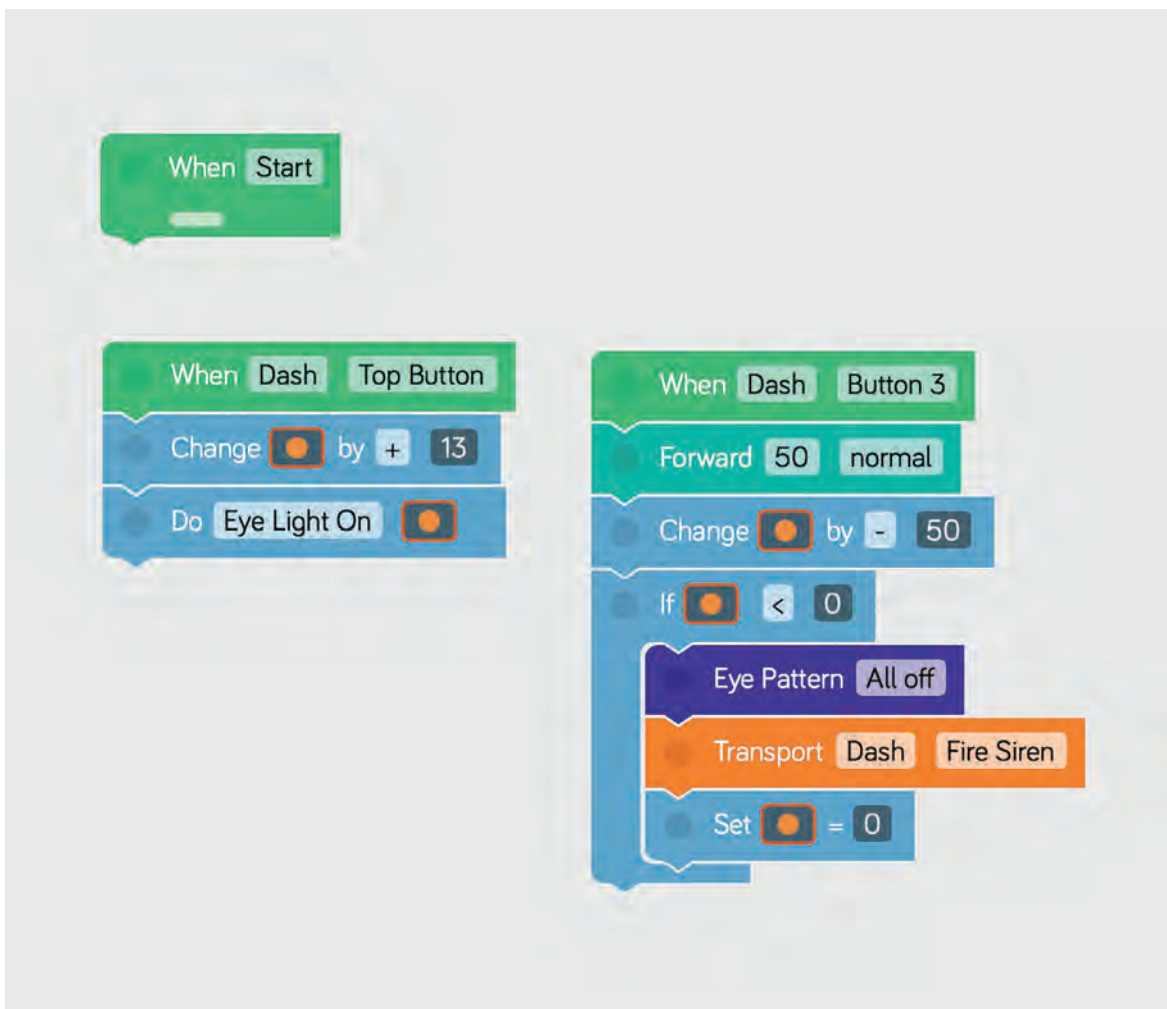 When Start
When Dash Top Button
Change by + 13
Do Eye Light On
When Dash Button 3
Forward 50 normal
Change by - 50
If < 0
Eye Pattern All off
Transport Dash Fire Siren
Set = 0